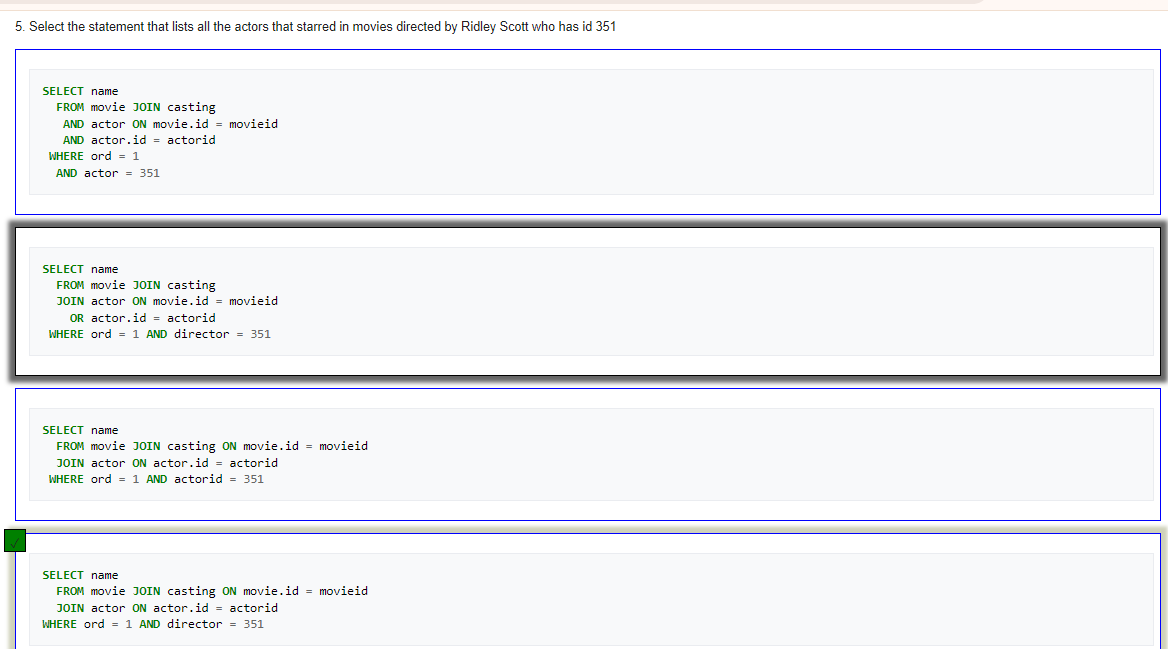 5. Select the statement that lists all the actors that starred in movies directed by Ridley Scott who has id 351
SELECT name
FROM movie JOIN casting
AND actor ON movie.id = movieid
AND actor.id = actorid
WHERE ord = 1
AND actor = 351
SELECT name
FROM movie JOIN casting
JOIN actor ON movie.id = movieid
OR actor.id = actorid
WHERE ord = 1 AND director = 351
SELECT name
FROM movie JOIN casting ON movie.id = movieid
JOIN actor ON actor.id = actorid
WHERE ord = 1 AND actorid = 351
SELECT name
FROM movie JOIN casting ON movie.id = movieid
JOIN actor ON actor.id = actorid
WHERE ord = 1 AND director = 351